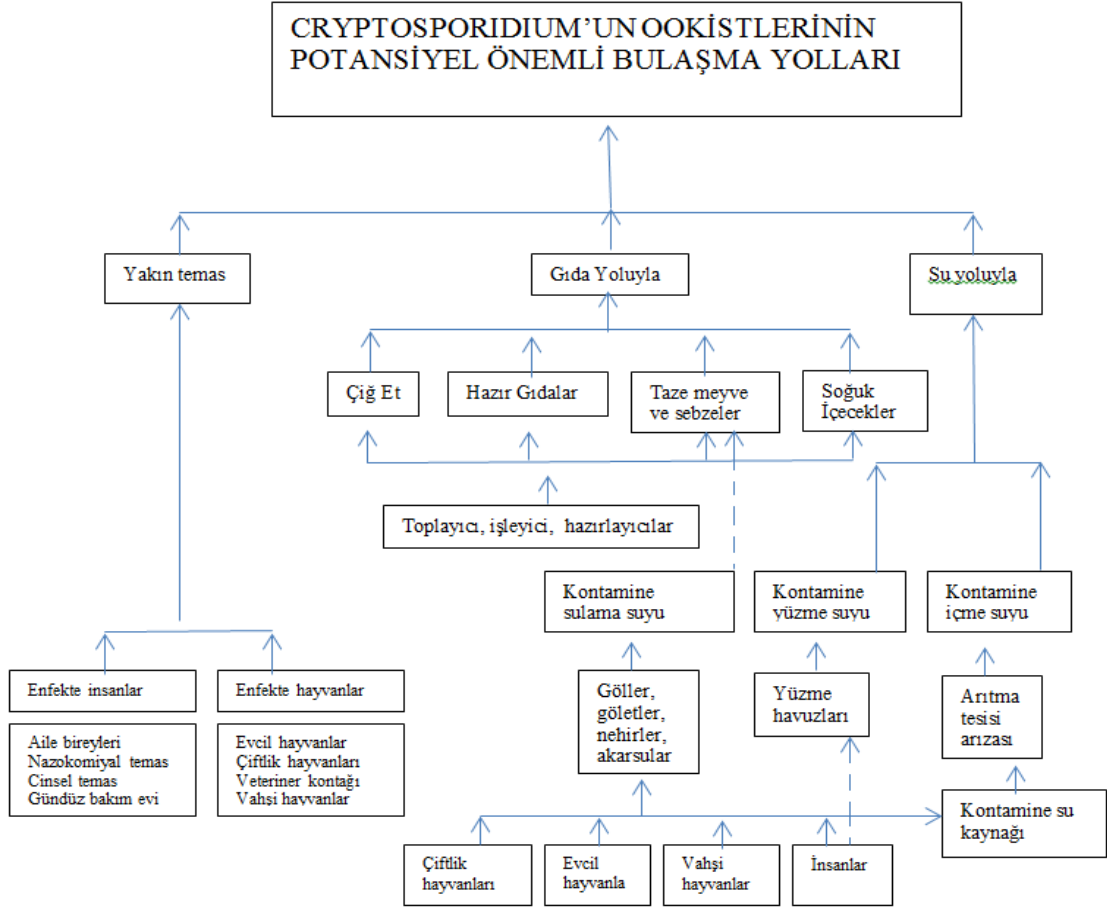 CRYPTOSPORIDIUM’UN OOKİSTLERİNİN
POTANSİYEL ÖNEMLİ BULAŞMA YOLLARI
Yakın temas
Gıda Yoluyla
Su yoluyla
Çiğ Et
Hazır Gıdalar
Taze meyve
ve sebzeler
Soğuk
İçecekler
Toplayıcı, işleyici, hazırlayıcılar
Kontamine
sulama suyu
Kontamine
yüzme suyu
Kontamine
içme suyu
Enfekte insanlar
Enfekte hayvanlar
Göller,
göletler,
nehirler,
akarsular
Yüzme
havuzları
Arıtma
tesisi
arızası
Aile bireyleri
Nazokomiyal temas
Cinsel temas
Gündüz bakım evi
Evcil hayvanlar
Çiftlik hayvanları
Veteriner kontağı
Vahşi hayvanlar
Kontamine su
kaynağı
Çiftlik
hayvanları
Evcil
hayvanla
Vahşi
hayvanlar
İnsanlar